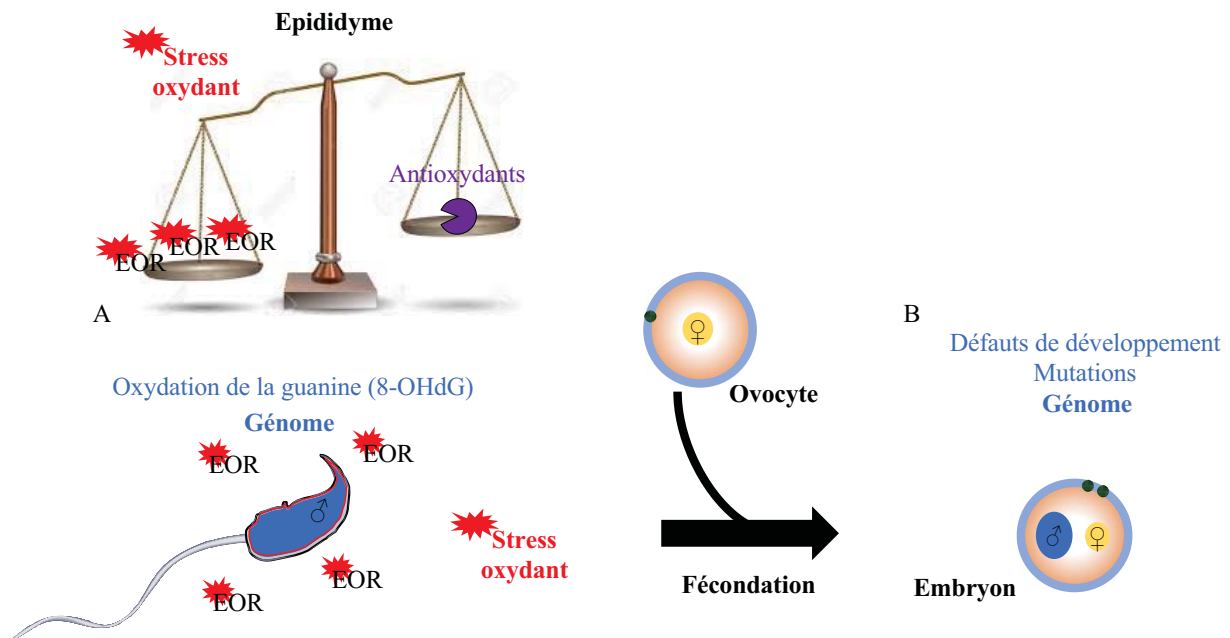 Epididyme
Stress
oxydant
Antioxydants
EOR
EOR
EOR
A
B
Oxydation de la guanine (8-OHdG)
Génome
EOR
EOR
♂
Stress
oxydant
EOR
EOR
♀
Ovocyte
Fécondation
Défauts de développement
Mutations
Génome
♂
♀
Embryon